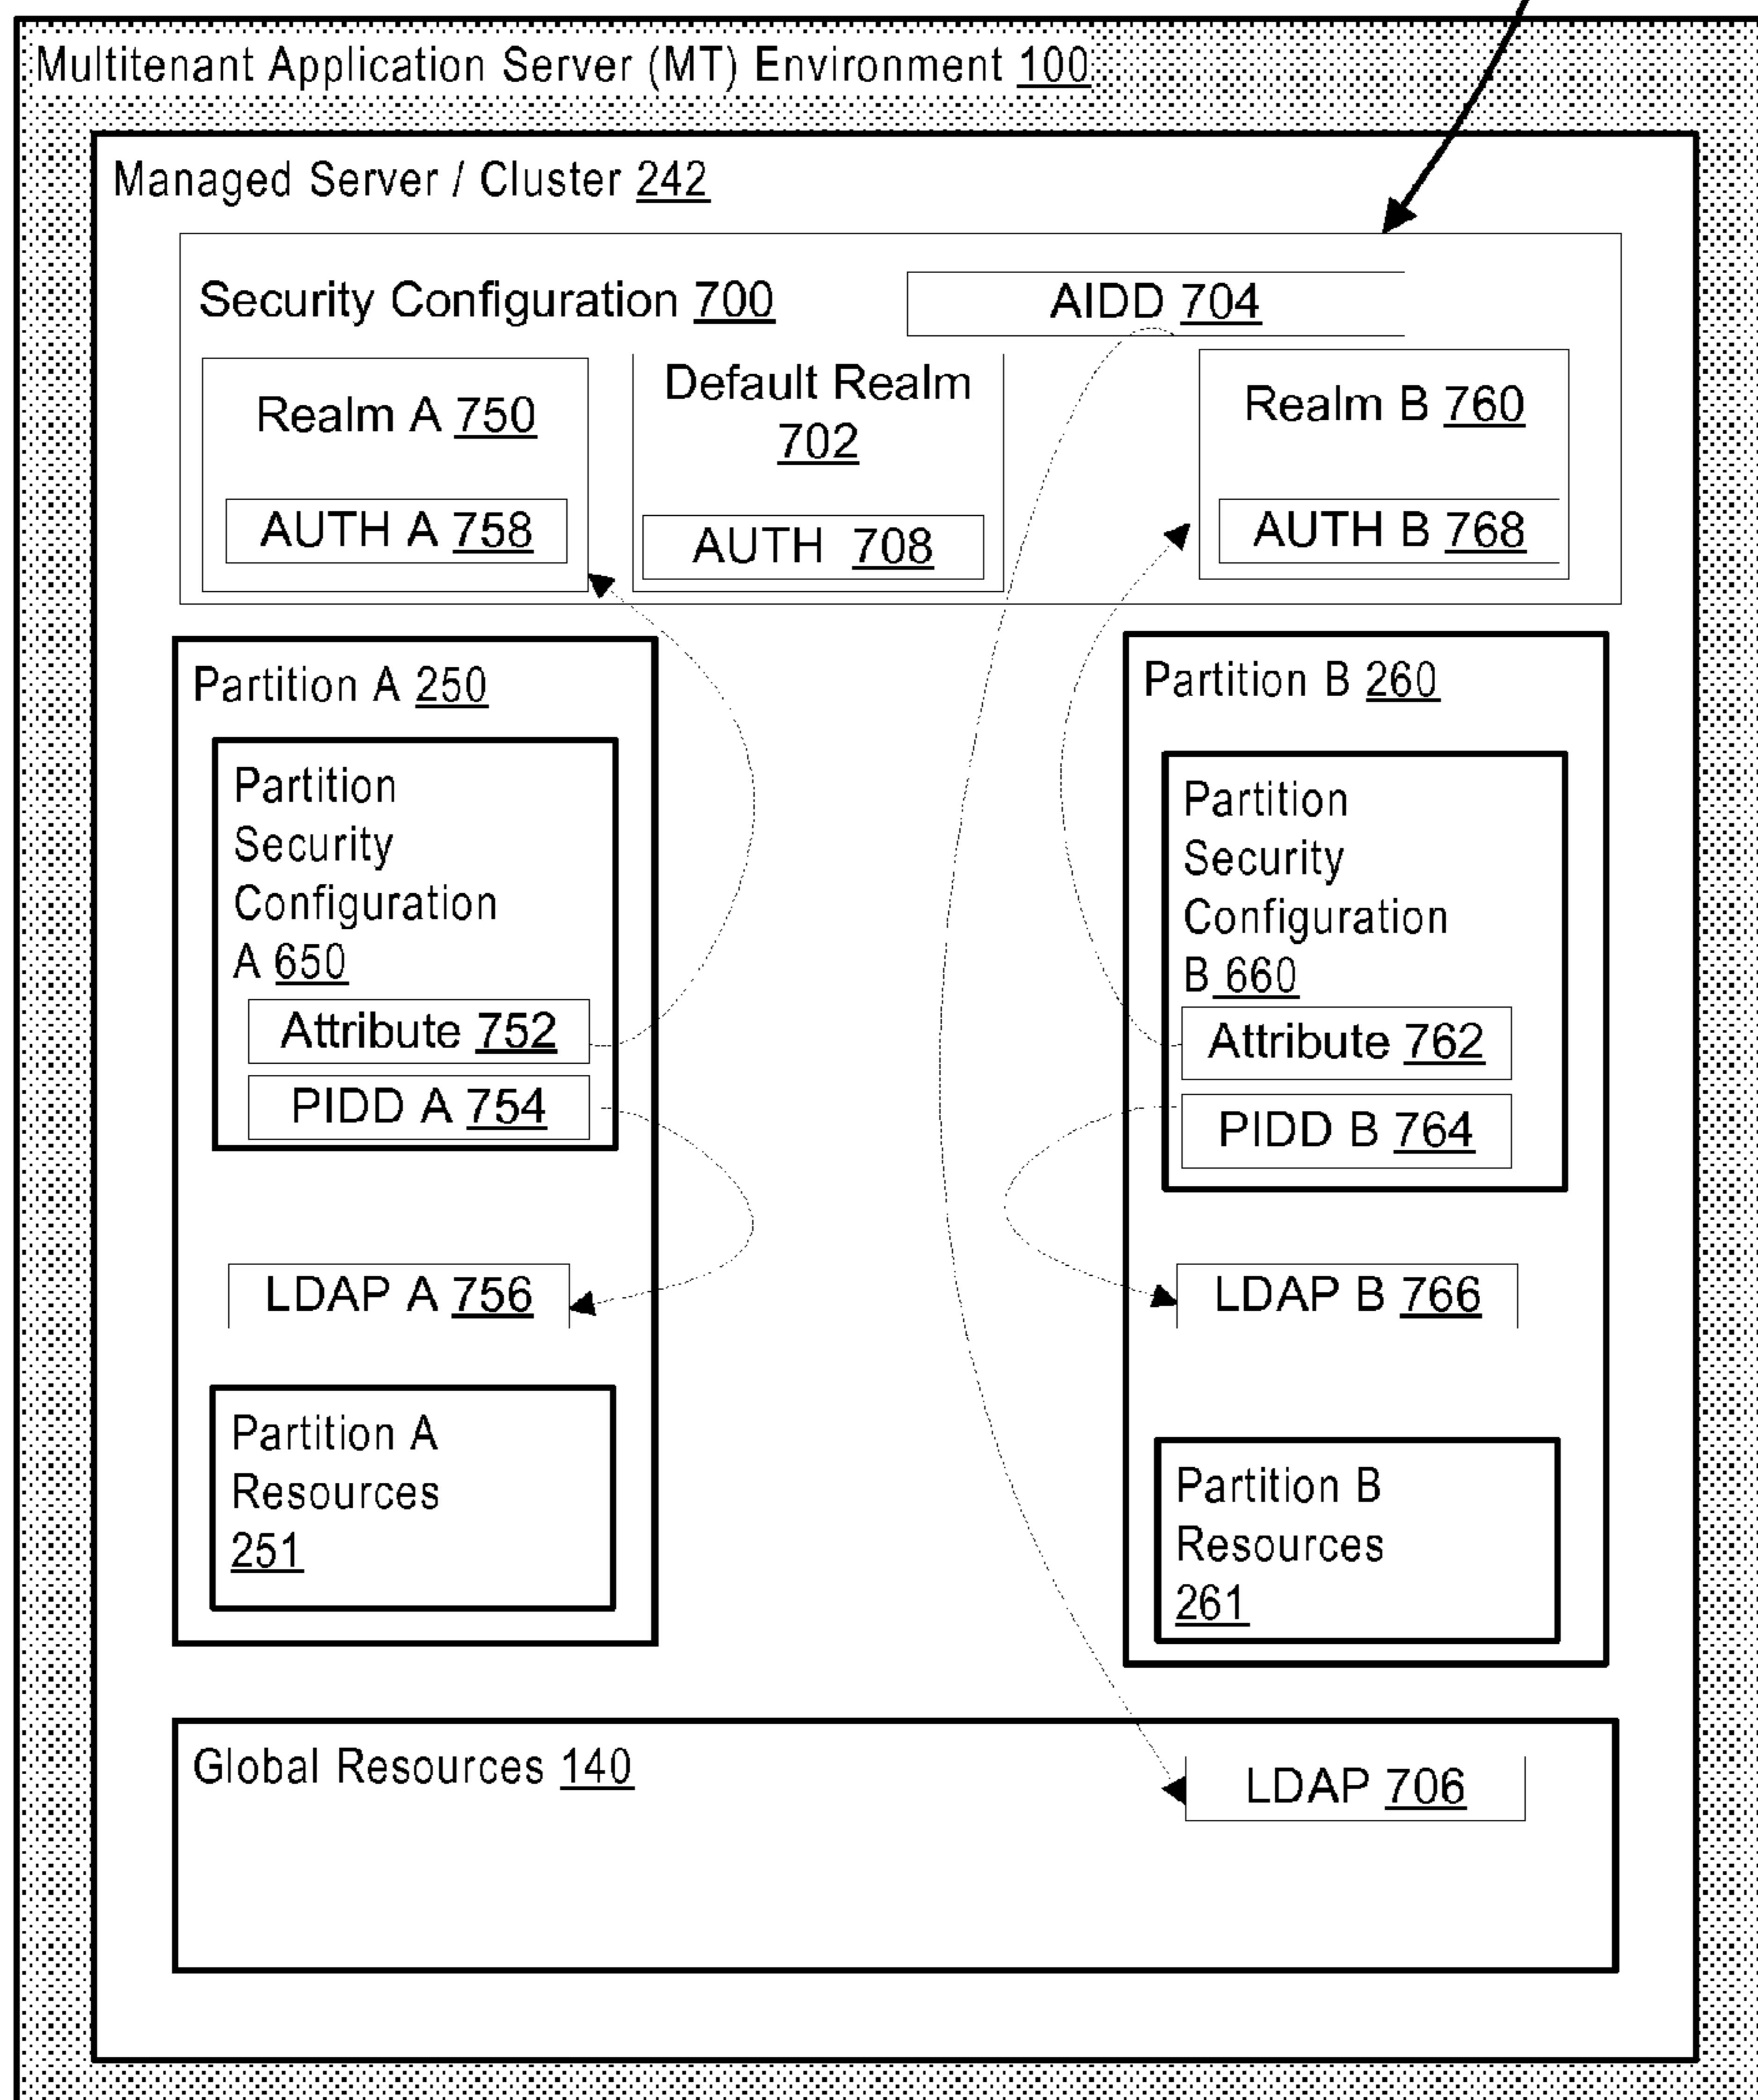 Multitenant Application Server (MT) Environment 100
Managed Server / Cluster 242
Security Configuration 700
AIDD 704
Realm A 750
AUTH A 758
Default Realm
702
AUTH 708
Realm B 760
AUTH B 768
Partition A 250
Partition
Security
Configuration
A 650
Attribute 752
PIDD A 754
LDAP A 756
Partition A
Resources
251
Partition B 260
Partition
Security
Configuration
B 660
Attribute 762
PIDD B 764
LDAP B 766
Partition B
Resources
261
Global Resources 140
LDAP 706